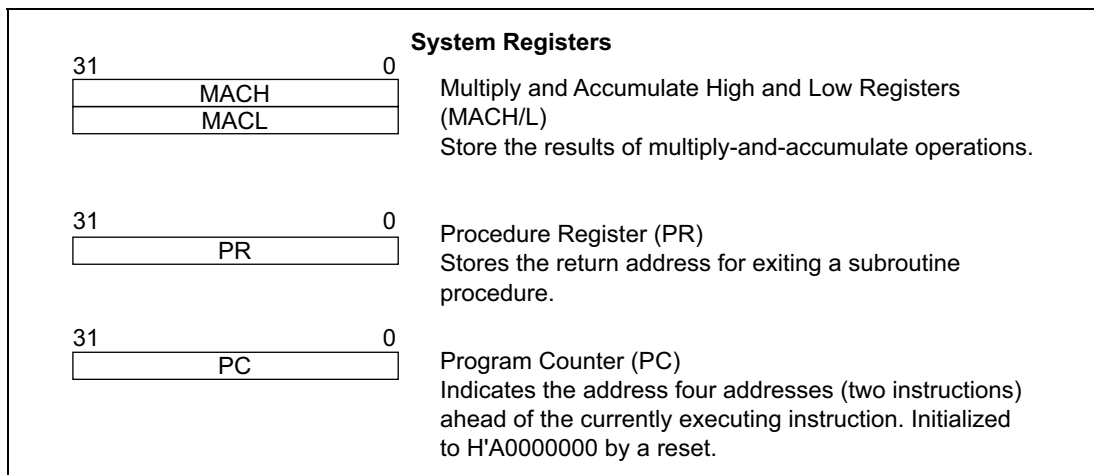 System Registers
31 0
MACH
MACL
Multiply and Accumulate High and Low Registers
(MACH/L)
Store the results of multiply-and-accumulate operations.
31 0
PR
Procedure Register (PR)
Stores the return address for exiting a subroutine
procedure.
31 0
PC
Program Counter (PC)
Indicates the address four addresses (two instructions)
ahead of the currently executing instruction. Initialized
to H'A0000000 by a reset.